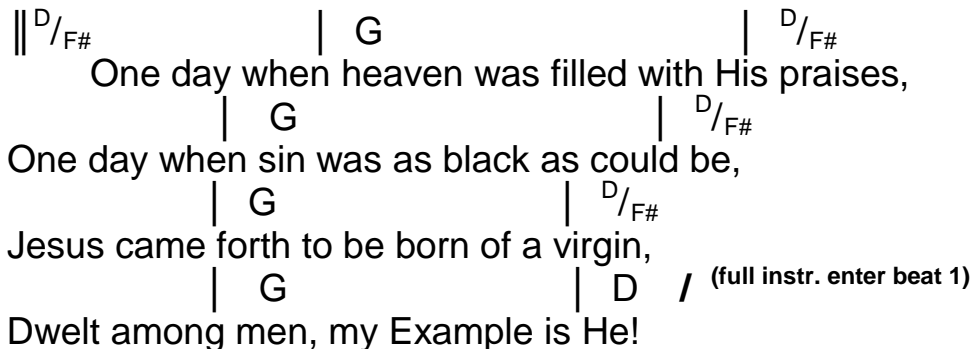 ‖ D/F# | G | D/F#
One day when heaven was filled with His praises,
| G | D/F#
One day when sin was as black as could be,
| G | D/F#
Jesus came forth to be born of a virgin,
| G | D / (full instr. enter beat 1)
Dwelt among men, my Example is He!